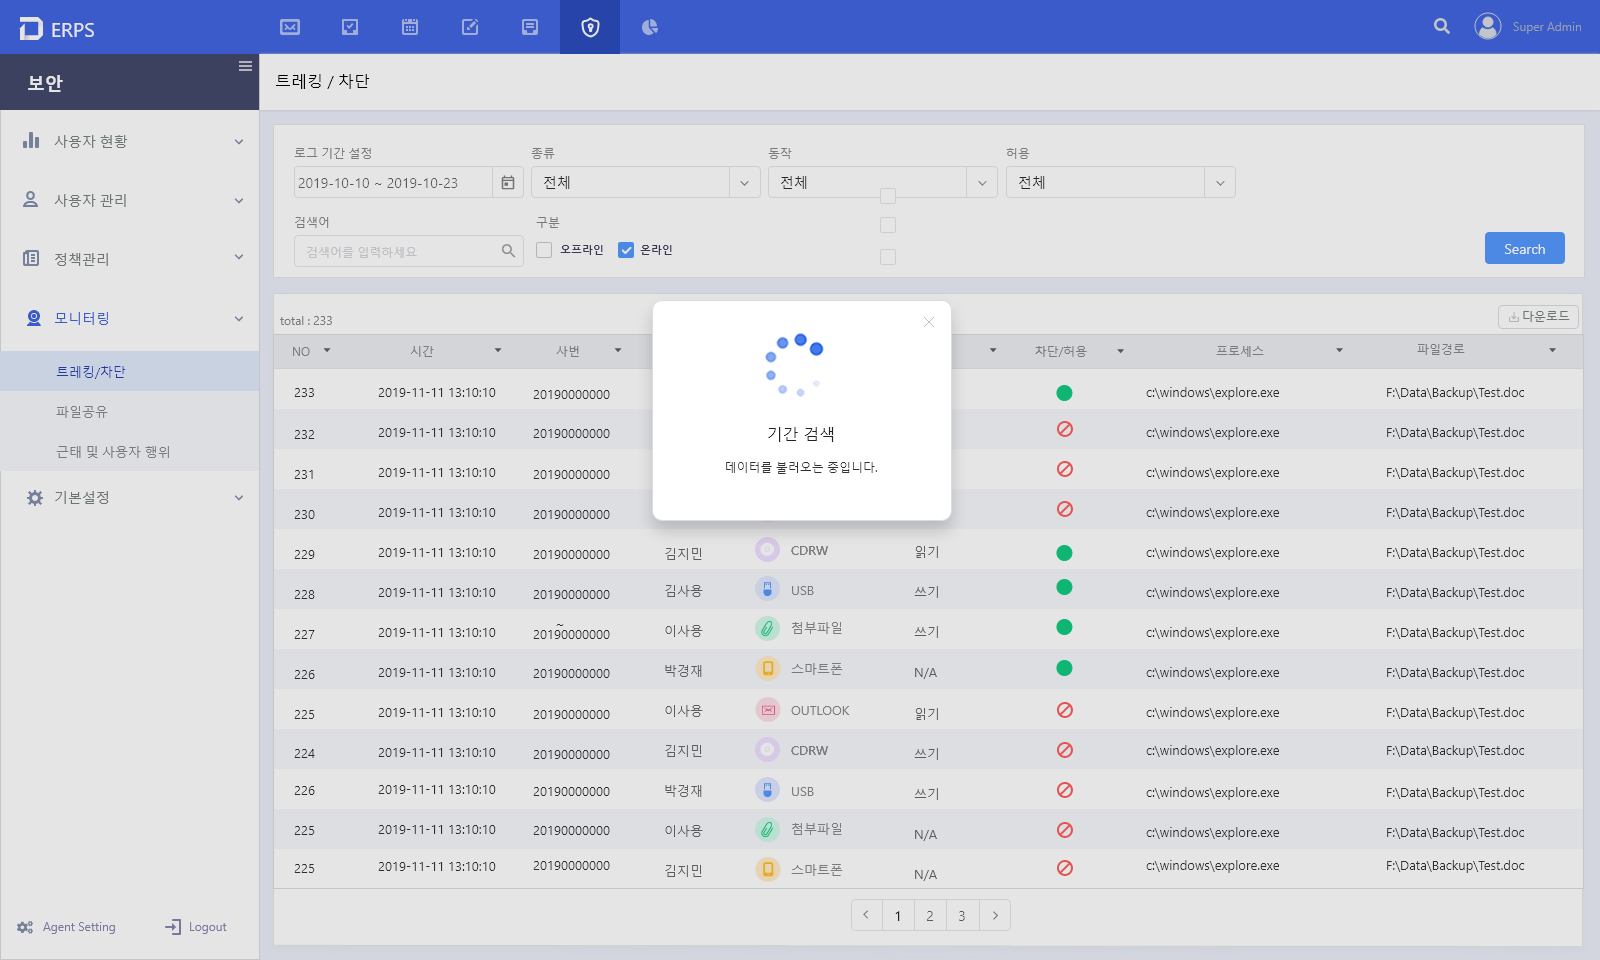 ERPS
Super Admin
보안
트레킹 / 차단
사용자 현황
사용자 관리
정책관리
모니터링
트레킹/차단
파일공유
근태 및 사용자 행위
기본설정
Agent Setting
Logout
로그 기간 설정
종류
동작
허용
2019-10-10 ~ 2019-10-23
전체
전체
전체
검색어
구분
검색어를 입력하세요
오프라인
온라인
Search
total : 233
다운로드
NO 시간 사번 차단/허용 프로세스 파일경로
233 2019-11-11 13:10:10 20190000000 c:\windows\explore.exe F:\Data\Backup\Test.doc
232 2019-11-11 13:10:10 20190000000 c:\windows\explore.exe F:\Data\Backup\Test.doc
231 2019-11-11 13:10:10 20190000000 c:\windows\explore.exe F:\Data\Backup\Test.doc
230 2019-11-11 13:10:10 20190000000 c:\windows\explore.exe F:\Data\Backup\Test.doc
기간 검색
데이터를 불러오는 중입니다.
229 2019-11-11 13:10:10 20190000000 김지민 CDRW 읽기 c:\windows\explore.exe F:\Data\Backup\Test.doc
228 2019-11-11 13:10:10 20190000000 김사용 USB 쓰기 c:\windows\explore.exe F:\Data\Backup\Test.doc
~
227 2019-11-11 13:10:10 20190000000 이사용 첨부파일 쓰기 c:\windows\explore.exe F:\Data\Backup\Test.doc
226 2019-11-11 13:10:10 20190000000 박경재 스마트폰 N/A c:\windows\explore.exe F:\Data\Backup\Test.doc
225 2019-11-11 13:10:10 20190000000 이사용 OUTLOOK 읽기 c:\windows\explore.exe F:\Data\Backup\Test.doc
224 2019-11-11 13:10:10 20190000000 김지민 CDRW 쓰기 c:\windows\explore.exe F:\Data\Backup\Test.doc
226 2019-11-11 13:10:10 20190000000 박경재 USB 쓰기 c:\windows\explore.exe F:\Data\Backup\Test.doc
225 2019-11-11 13:10:10 20190000000 이사용 첨부파일 N/A c:\windows\explore.exe F:\Data\Backup\Test.doc
225 2019-11-11 13:10:10 20190000000 김지민 스마트폰 N/A c:\windows\explore.exe F:\Data\Backup\Test.doc
1 2 3